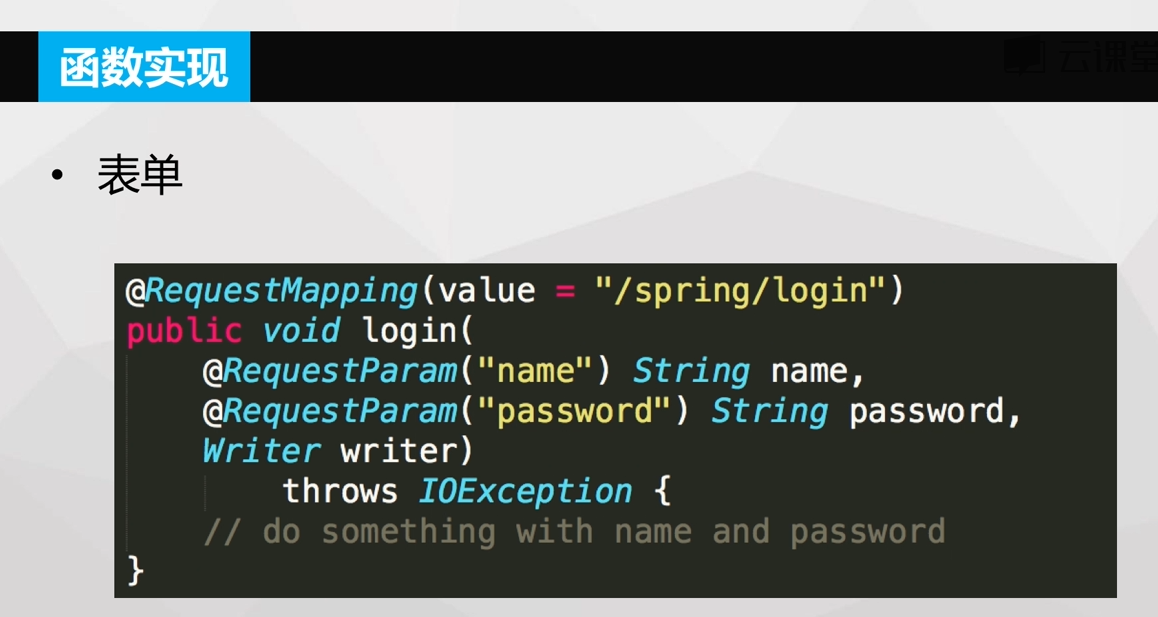 函数实现
云课堂
• 表单
@RequestMapping(value = "/spring/login")
public void login(
@RequestParam("name") String name,
@RequestParam("password") String password,
Writer writer)
throws IOException {
// do something with name and password
}